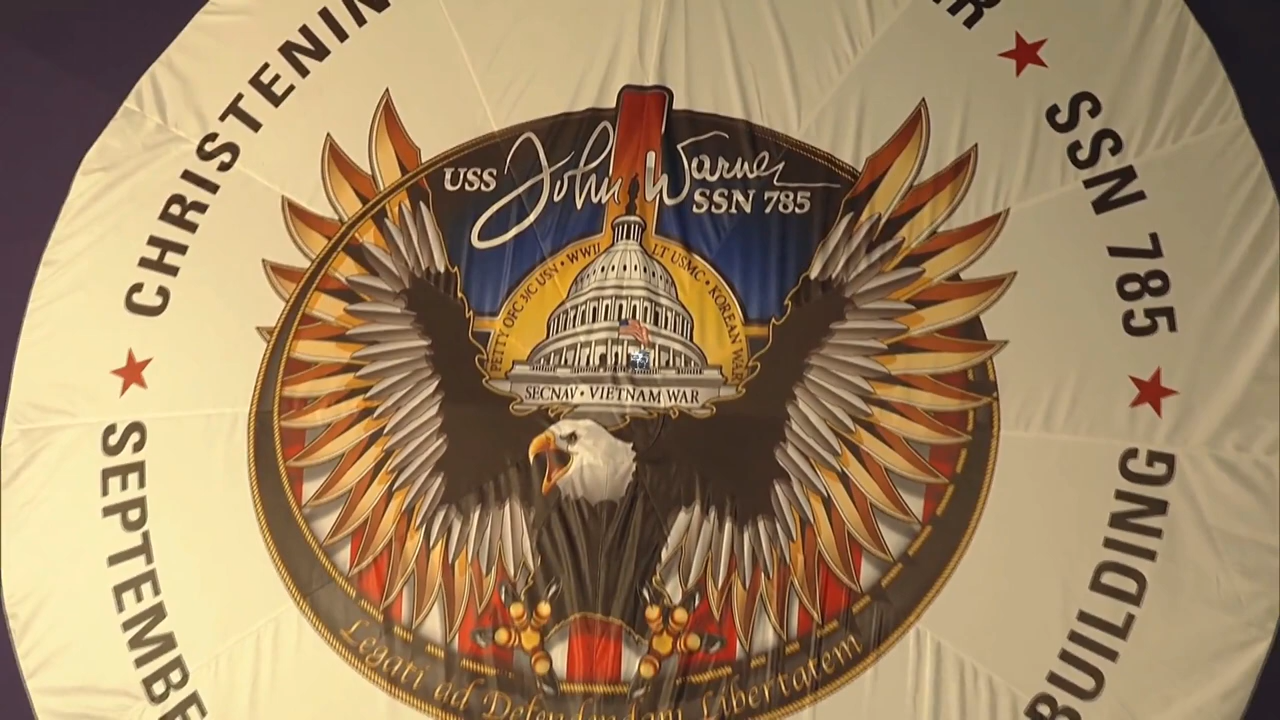 CHRISTENIN
SSN 785
BUILDING
SEPTEMBE
USS John Warner
SSN 785
PETTY OFC 3/C USN • WWII
LT USMC • KOREAN WAR
SECNAV • VIETNAM WAR
Legati ad Defendendam Libertatem